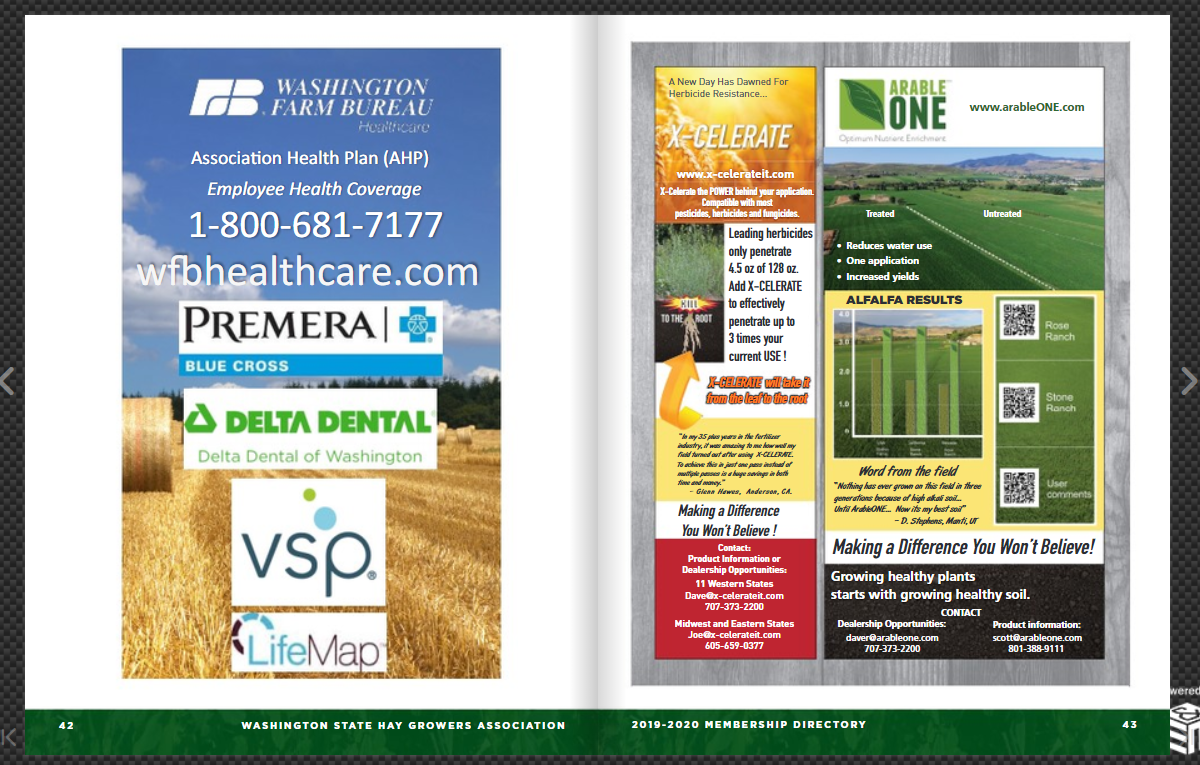 WASHINGTON
FARM BUREAU
Healthcare
Association Health Plan (AHP)
Employee Health Coverage
1-800-681-7177
wfbhealthcare.com
PREMERA
BLUE CROSS
DELTA DENTAL®
Delta Dental of Washington
vsp®
LifeMap
42
WASHINGTON STATE HAY GROWERS ASSOCIATION
A New Day Has Dawned For
Herbicide Resistance...
X-CELERATE
www.x-celerateit.com
X-Celerate the POWER behind your application.
Compatible with most
pesticides, herbicides and fungicides.
Leading herbicides
only penetrate
4.5 oz of 128 oz.
Add X-CELERATE
to effectively
penetrate up to
3 times your
current USE !
KILL
TO THE ROOT
X-CELERATE will take it
from the leaf to the root
"In my 35 plus years in the fertilizer
industry, it was amazing to me how well my
field turned out after using X-CELERATE.
To achieve this in just one pass instead of
multiple passes is a huge savings in both
time and money."
- Glenn Hawes, Anderson, CA.
Making a Difference
You Won't Believe !
Contact:
Product Information or
Dealership Opportunities:
11 Western States
Dave@x-celerateit.com
707-373-2200
Midwest and Eastern States
Joe@x-celerateit.com
605-659-0377
ARABLE
ONE
Optimum Nutrient Enrichment
www.arableONE.com
Treated
Untreated
• Reduces water use
• One application
• Increased yields
ALFALFA RESULTS
4.0
3.0
2.0
1.0
Rose
Ranch
Stone
Ranch
User
comments
Word from the field
"Nothing has ever grown on this field in three
generations because of high alkali soil...
Until ArableONE... Now its my best soil"
- D. Stephens, Manti, UT
Making a Difference You Won't Believe!
Growing healthy plants
starts with growing healthy soil.
CONTACT
Dealership Opportunities:
daver@arableone.com
707-373-2200
Product information:
scott@arableone.com
801-388-9111
2019-2020 MEMBERSHIP DIRECTORY
43
wered